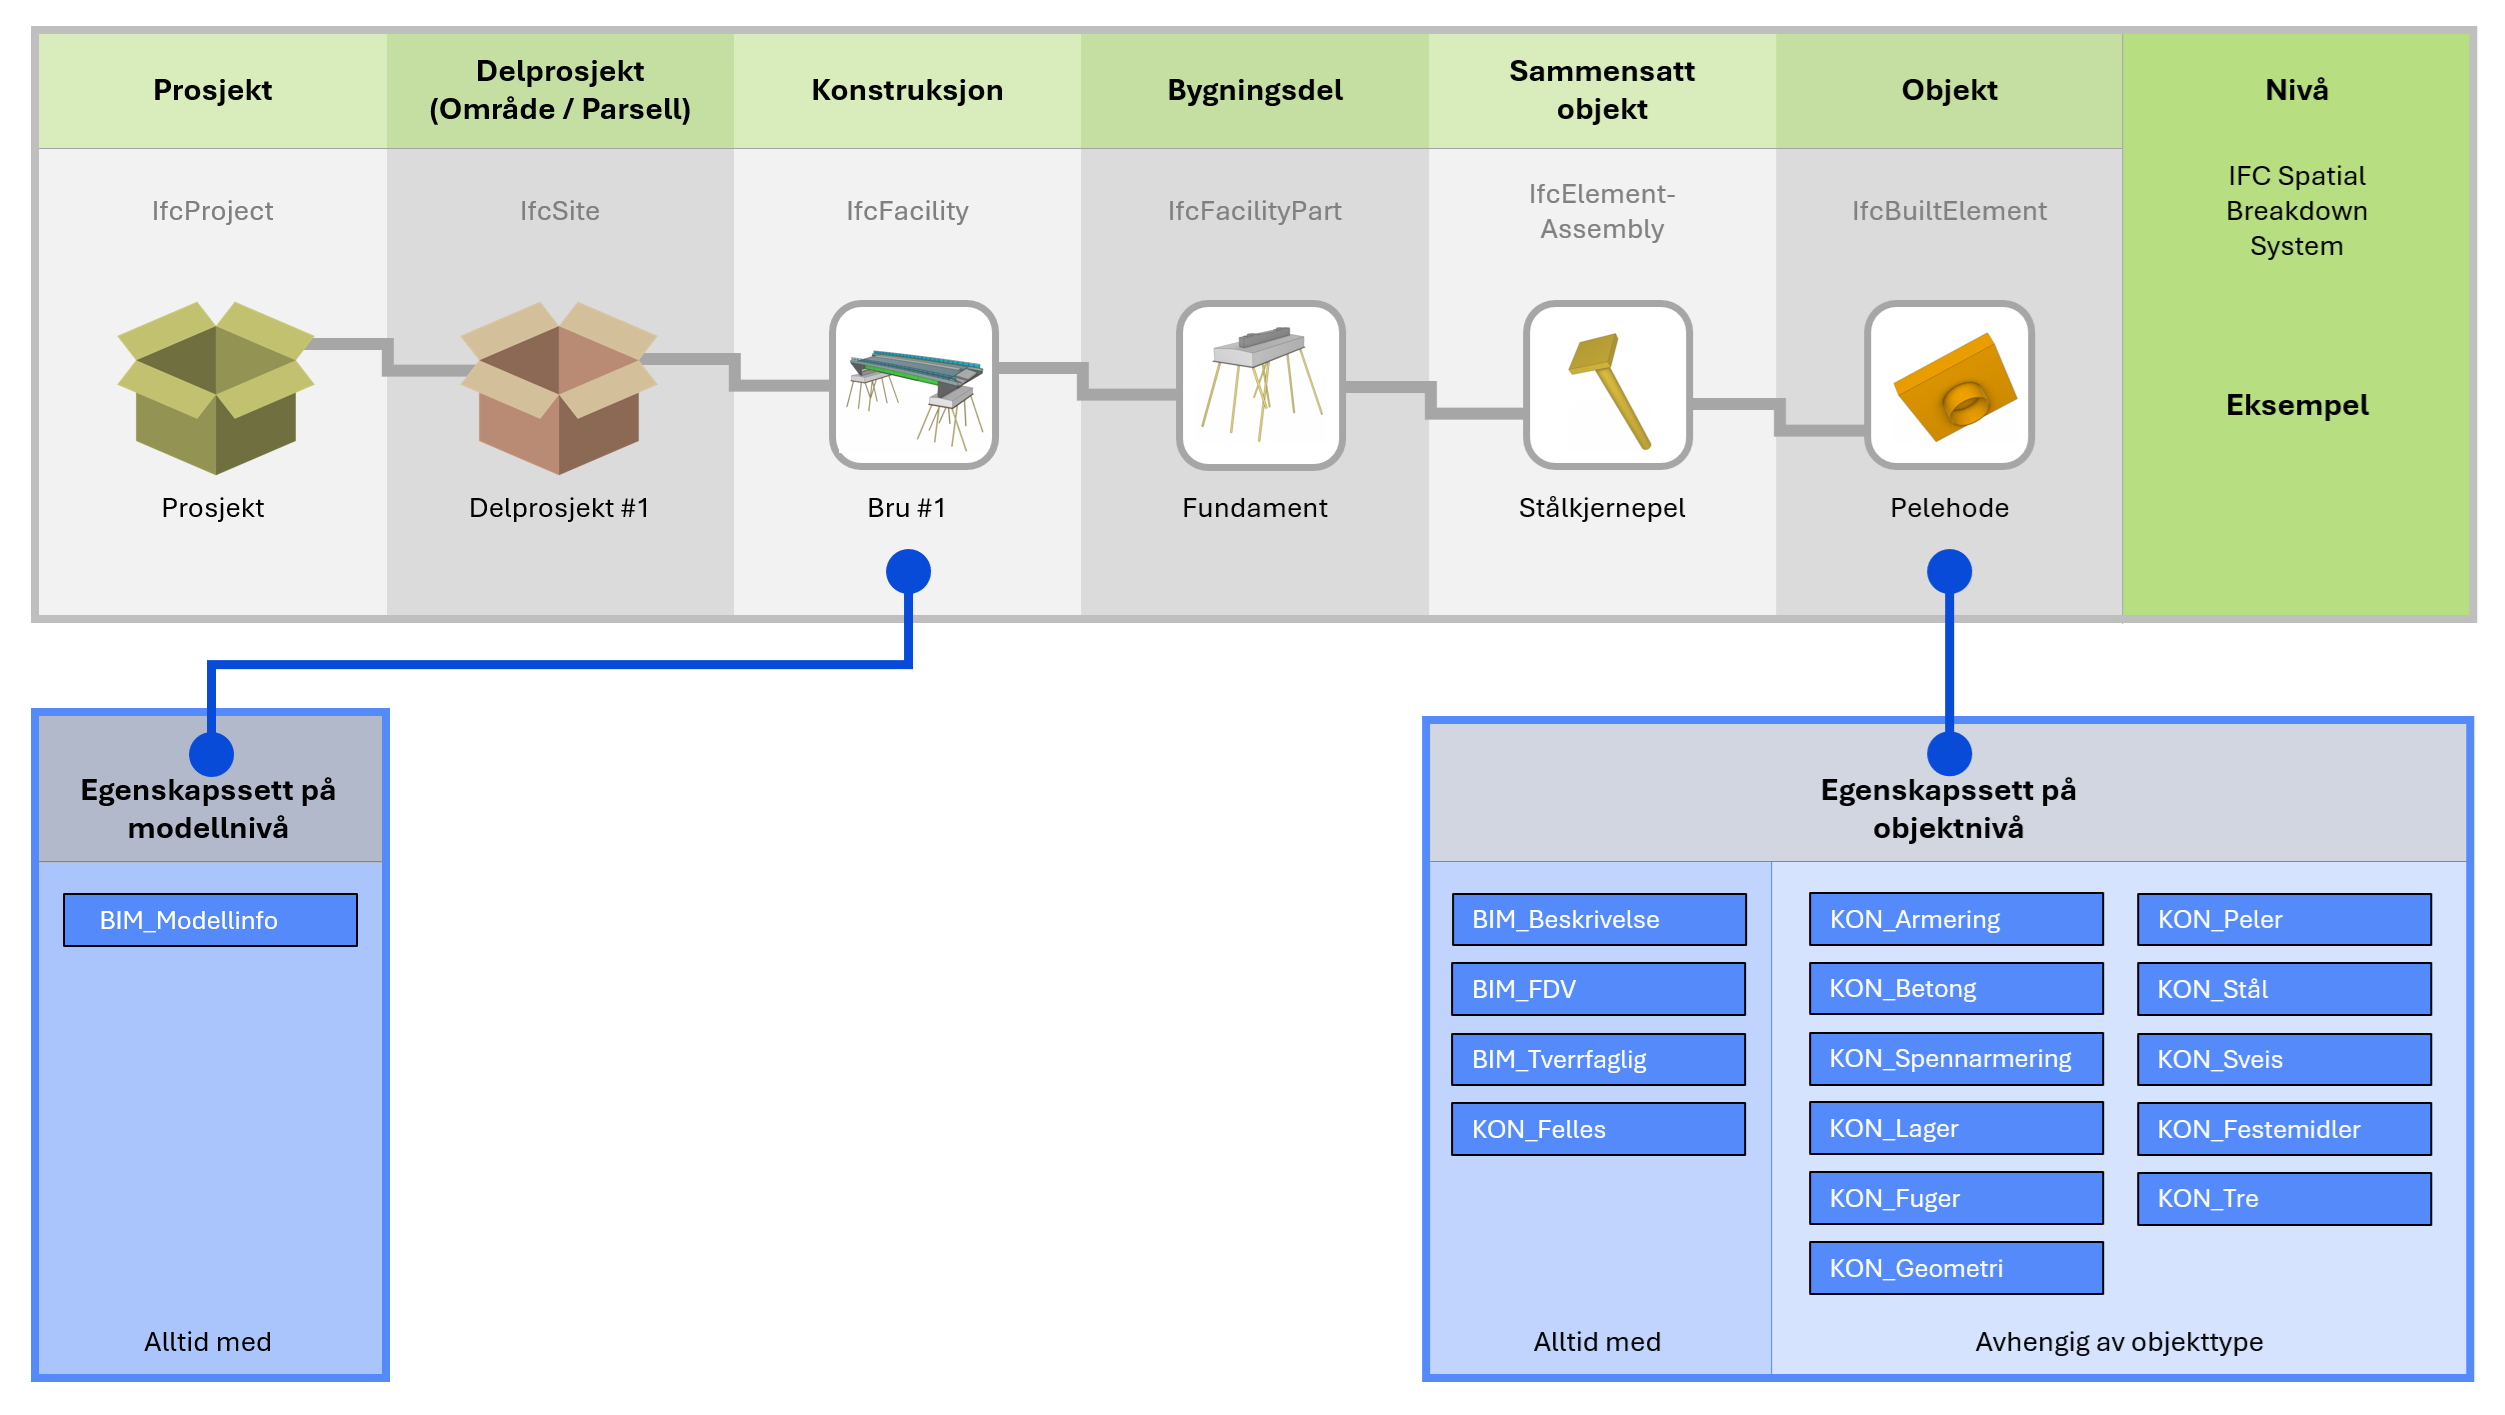 Prosjekt
Delprosjekt
(Område / Parsell)
Konstruksjon
Bygningsdel
Sammensatt
objekt
Objekt
Nivå
IfcProject
IfcSite
IfcFacility
IfcFacilityPart
IfcElement-
Assembly
IfcBuiltElement
IFC Spatial
Breakdown
System
Eksempel
Prosjekt
Delprosjekt #1
Bru #1
Fundament
Stålkjernepel
Pelehode
Egenskapssett på
modellnivå
BIM_Modellinfo
Alltid med
Egenskapssett på
objektnivå
BIM_Beskrivelse
BIM_FDV
BIM_Tverrfaglig
KON_Felles
Alltid med
KON_Armering
KON_Betong
KON_Spennarmering
KON_Lager
KON_Fuger
KON_Geometri
KON_Peler
KON_Stål
KON_Sveis
KON_Festemidler
KON_Tre
Avhengig av objekttype